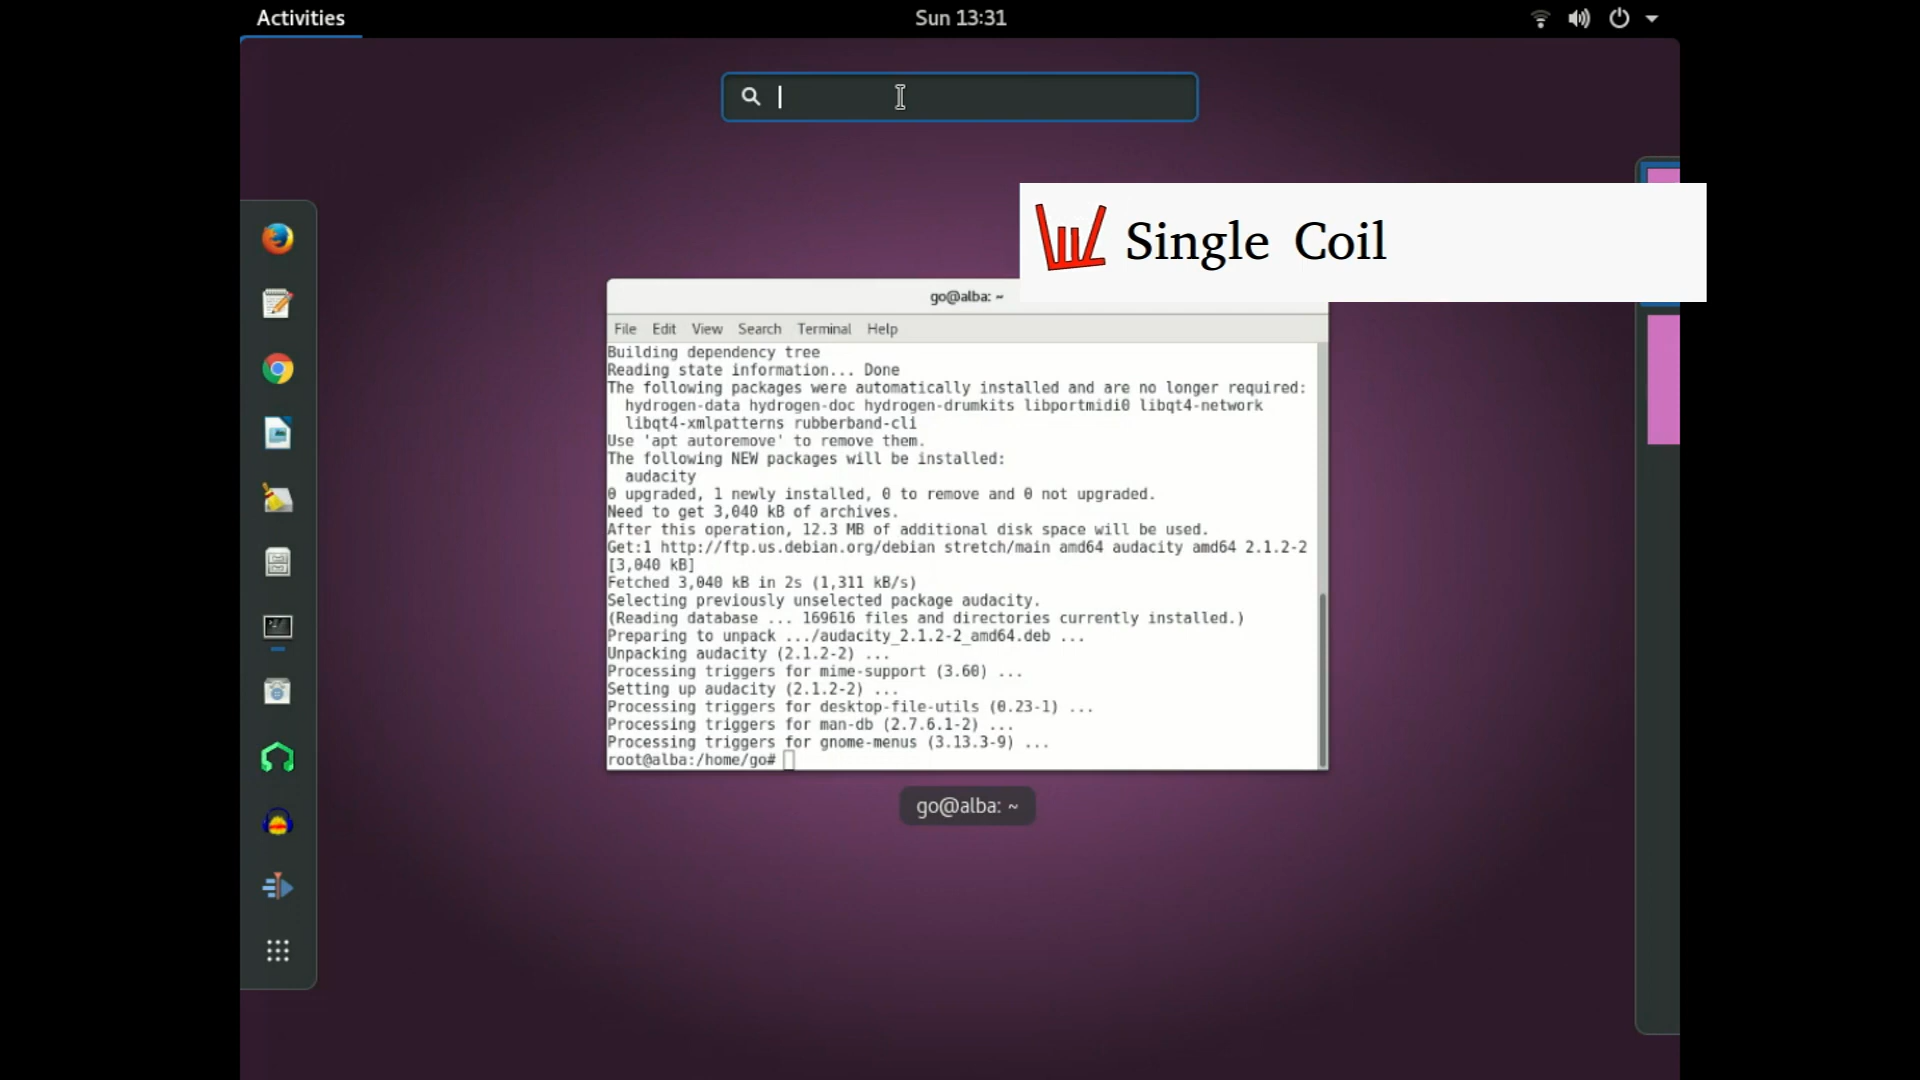 Activities
Sun 13:31
Single Coil
go@alba: ~
File Edit View Search Terminal Help
Building dependency tree
Reading state information... Done
The following packages were automatically installed and are no longer required:
hydrogen-data hydrogen-doc hydrogen-drumkits libportmidi0 libqt4-network
libqt4-xmlpatterns rubberband-cli
Use 'apt autoremove' to remove them.
The following NEW packages will be installed:
audacity
0 upgraded, 1 newly installed, 0 to remove and 0 not upgraded.
Need to get 3,040 kB of archives.
After this operation, 12.3 MB of additional disk space will be used.
Get:1 http://ftp.us.debian.org/debian stretch/main amd64 audacity amd64 2.1.2-2
[3,040 kB]
Fetched 3,040 kB in 2s (1,311 kB/s)
Selecting previously unselected package audacity.
(Reading database ... 169616 files and directories currently installed.)
Preparing to unpack .../audacity_2.1.2-2_amd64.deb ...
Unpacking audacity (2.1.2-2) ...
Processing triggers for mime-support (3.60) ...
Setting up audacity (2.1.2-2) ...
Processing triggers for desktop-file-utils (0.23-1) ...
Processing triggers for man-db (2.7.6.1-2) ...
Processing triggers for gnome-menus (3.13.3-9) ...
root@alba:/home/go#
go@alba: ~